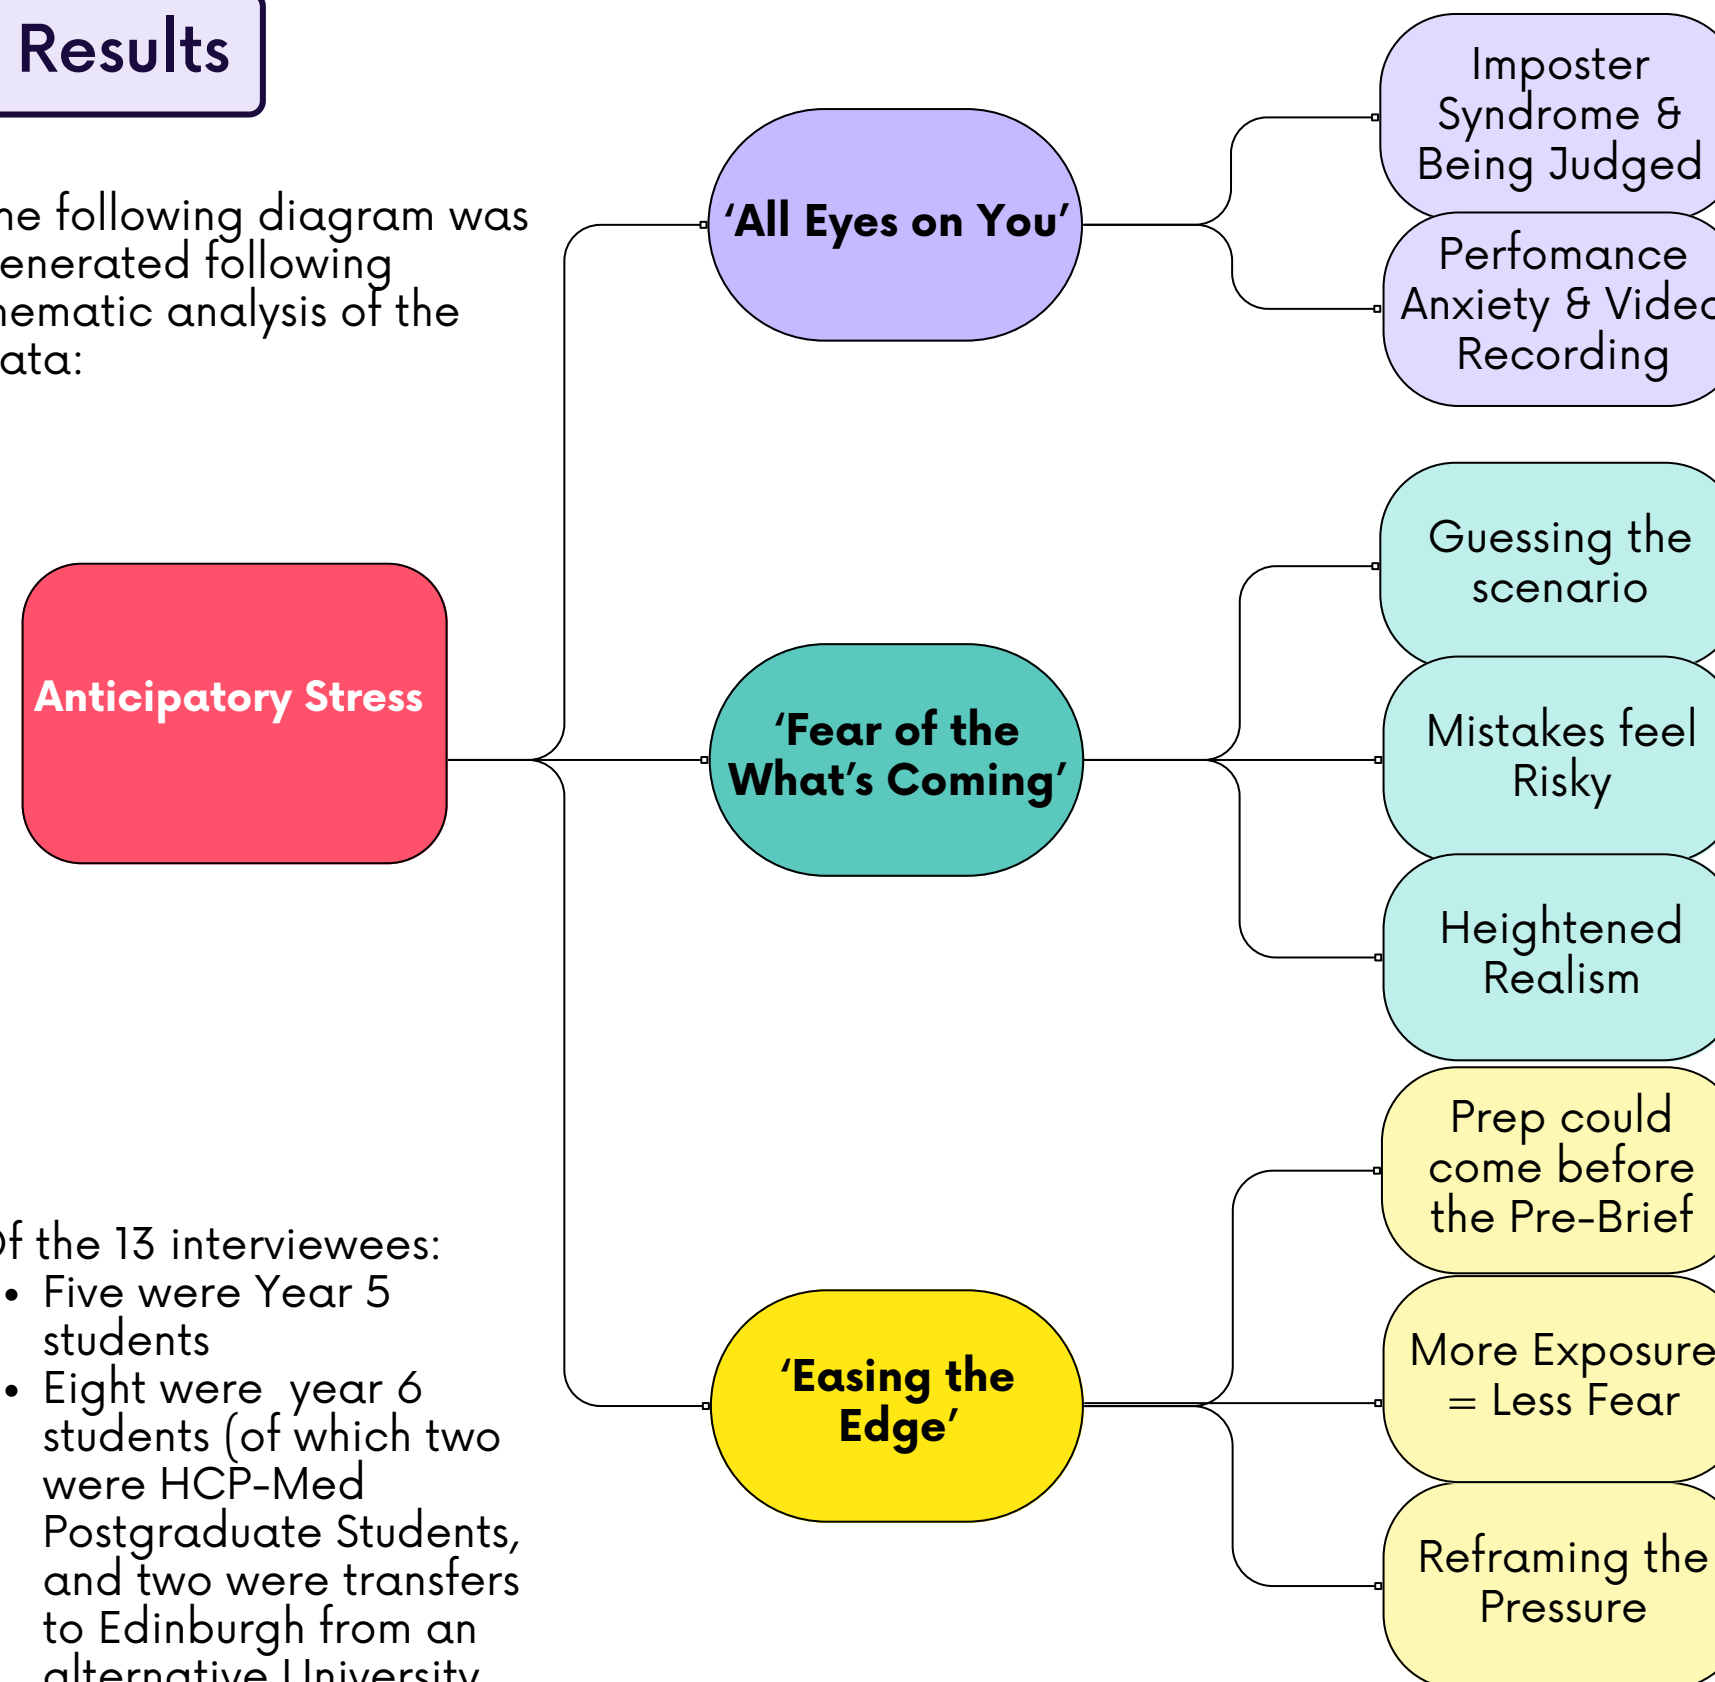 Results
he following diagram was
enerated following
hematic analysis of the
ata:
Anticipatory Stress
‘All Eyes on You’
Imposter
Syndrome &
Being Judged
Perfomance
Anxiety & Video
Recording
‘Fear of the
What’s Coming’
Guessing the
scenario
Mistakes feel
Risky
Heightened
Realism
‘Easing the
Edge’
Prep could
come before
the Pre-Brief
More Exposure
= Less Fear
Reframing the
Pressure
Of the 13 interviewees:
• Five were Year 5
students
• Eight were year 6
students (of which two
were HCP-Med
Postgraduate Students,
and two were transfers
to Edinburgh from an
alternative University